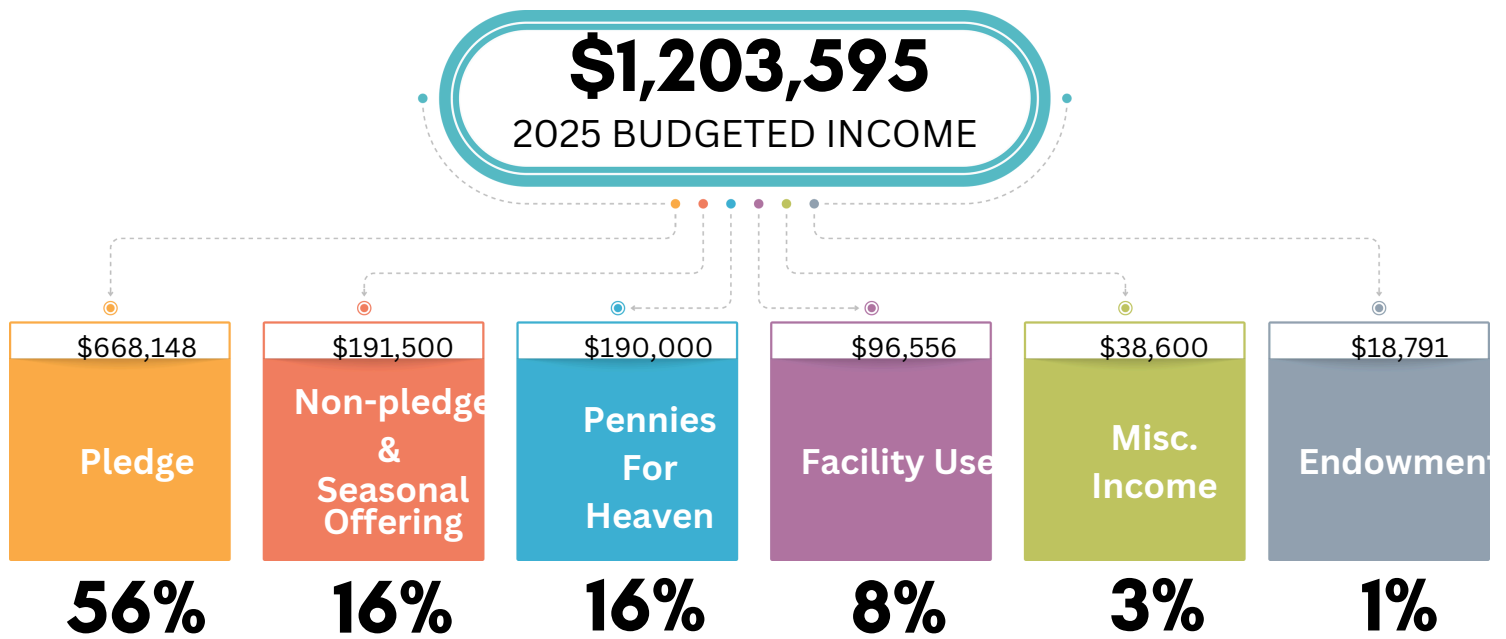 $1,203,595
2025 BUDGETED INCOME
$668,148
Pledge
56%
$191,500
Non-pledge
&
Seasonal
Offering
16%
$190,000
Pennies
For
Heaven
16%
$96,556
Facility Use
8%
$38,600
Misc.
Income
3%
$18,791
Endowment
1%